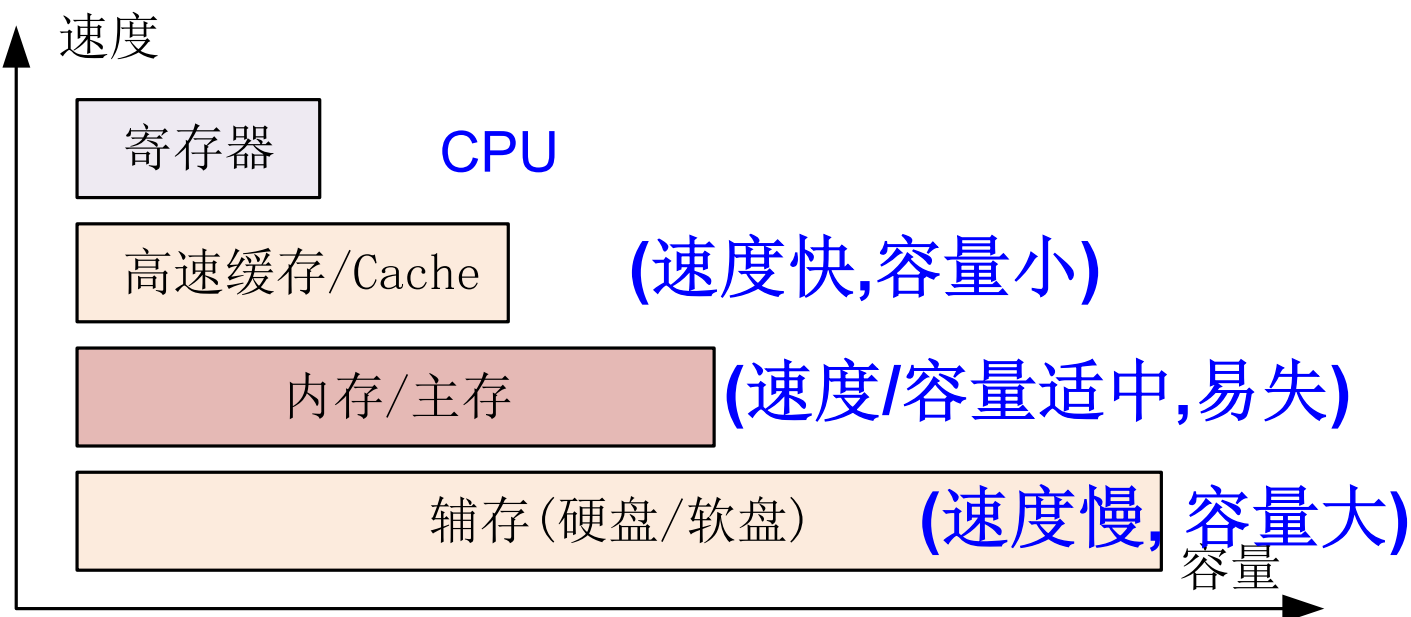 速度
寄存器 CPU
高速缓存/Cache (速度快,容量小)
内存/主存 (速度/容量适中,易失)
辅存(硬盘/软盘) (速度慢, 容量大)
容量